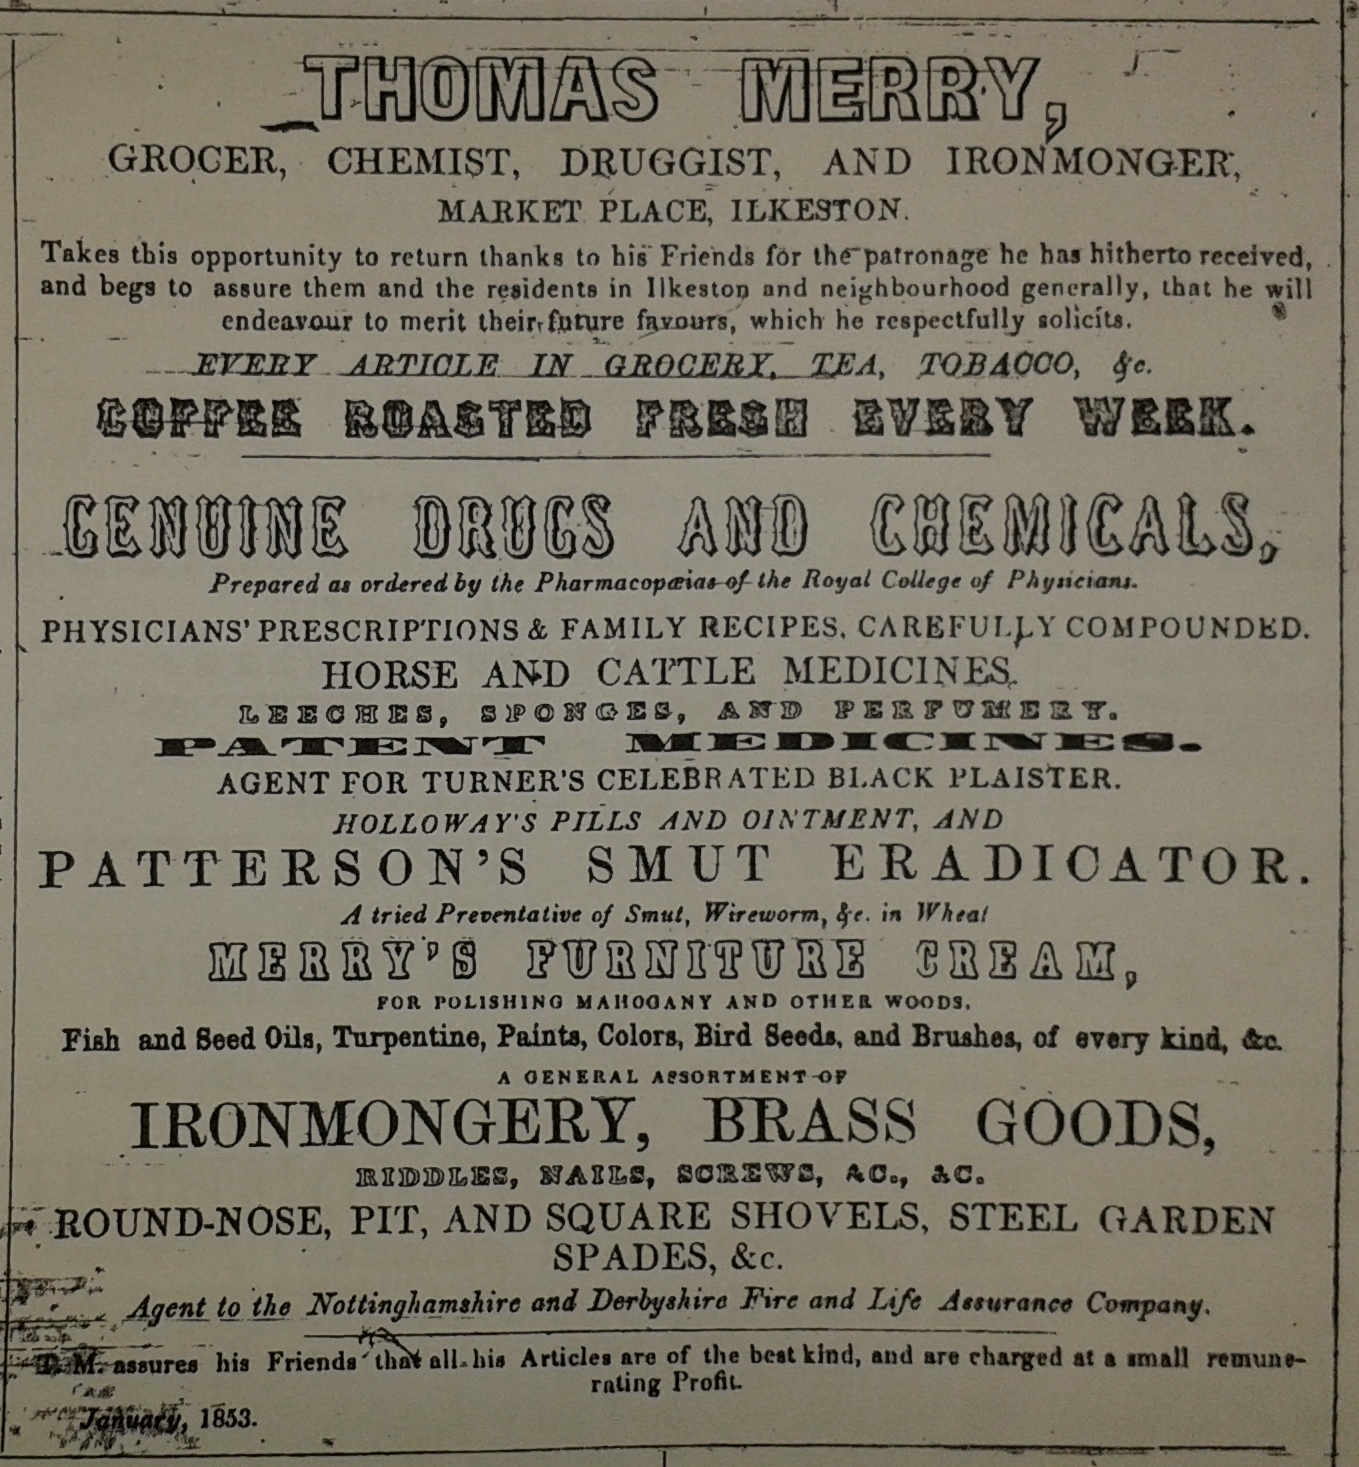 THOMAS MERRY,
GROCER, CHEMIST, DRUGGIST, AND IRONMONGER,
MARKET PLACE, ILKESTON.
Takes this opportunity to return thanks to his Friends for the patronage he has hitherto received,
and begs to assure them and the residents in Ilkeston and neighbourhood generally, that he will
endeavour to merit their future favours, which he respectfully solicits.
EVERY ARTICLE IN GROCERY, TEA, TOBACCO, &c.
COFFEE ROASTED FRESH EVERY WEEK.
GENUINE DRUGS AND CHEMICALS,
Prepared as ordered by the Pharmacopœias of the Royal College of Physicians.
PHYSICIANS' PRESCRIPTIONS & FAMILY RECIPES, CAREFULLY COMPOUNDED.
HORSE AND CATTLE MEDICINES.
LEECHES, SPONGES, AND PERFUMERY.
PATENT MEDICINES.
AGENT FOR TURNER'S CELEBRATED BLACK PLAISTER.
HOLLOWAY'S PILLS AND OINTMENT, AND
PATTERSON'S SMUT ERADICATOR.
A tried Preventative of Smut, Wireworm, &c. in Wheat
MERRY'S FURNITURE CREAM,
FOR POLISHING MAHOGANY AND OTHER WOODS.
Fish and Seed Oils, Turpentine, Paints, Colors, Bird Seeds, and Brushes, of every kind, &c.
A GENERAL ASSORTMENT OF
IRONMONGERY, BRASS GOODS,
RIDDLES, NAILS, SCREWS, &C., &C.
ROUND-NOSE, PIT, AND SQUARE SHOVELS, STEEL GARDEN
SPADES, &c.
Agent to the Nottinghamshire and Derbyshire Fire and Life Assurance Company.
M. assures his Friends that all his Articles are of the best kind, and are charged at a small remune-
rating Profit.
January, 1853.